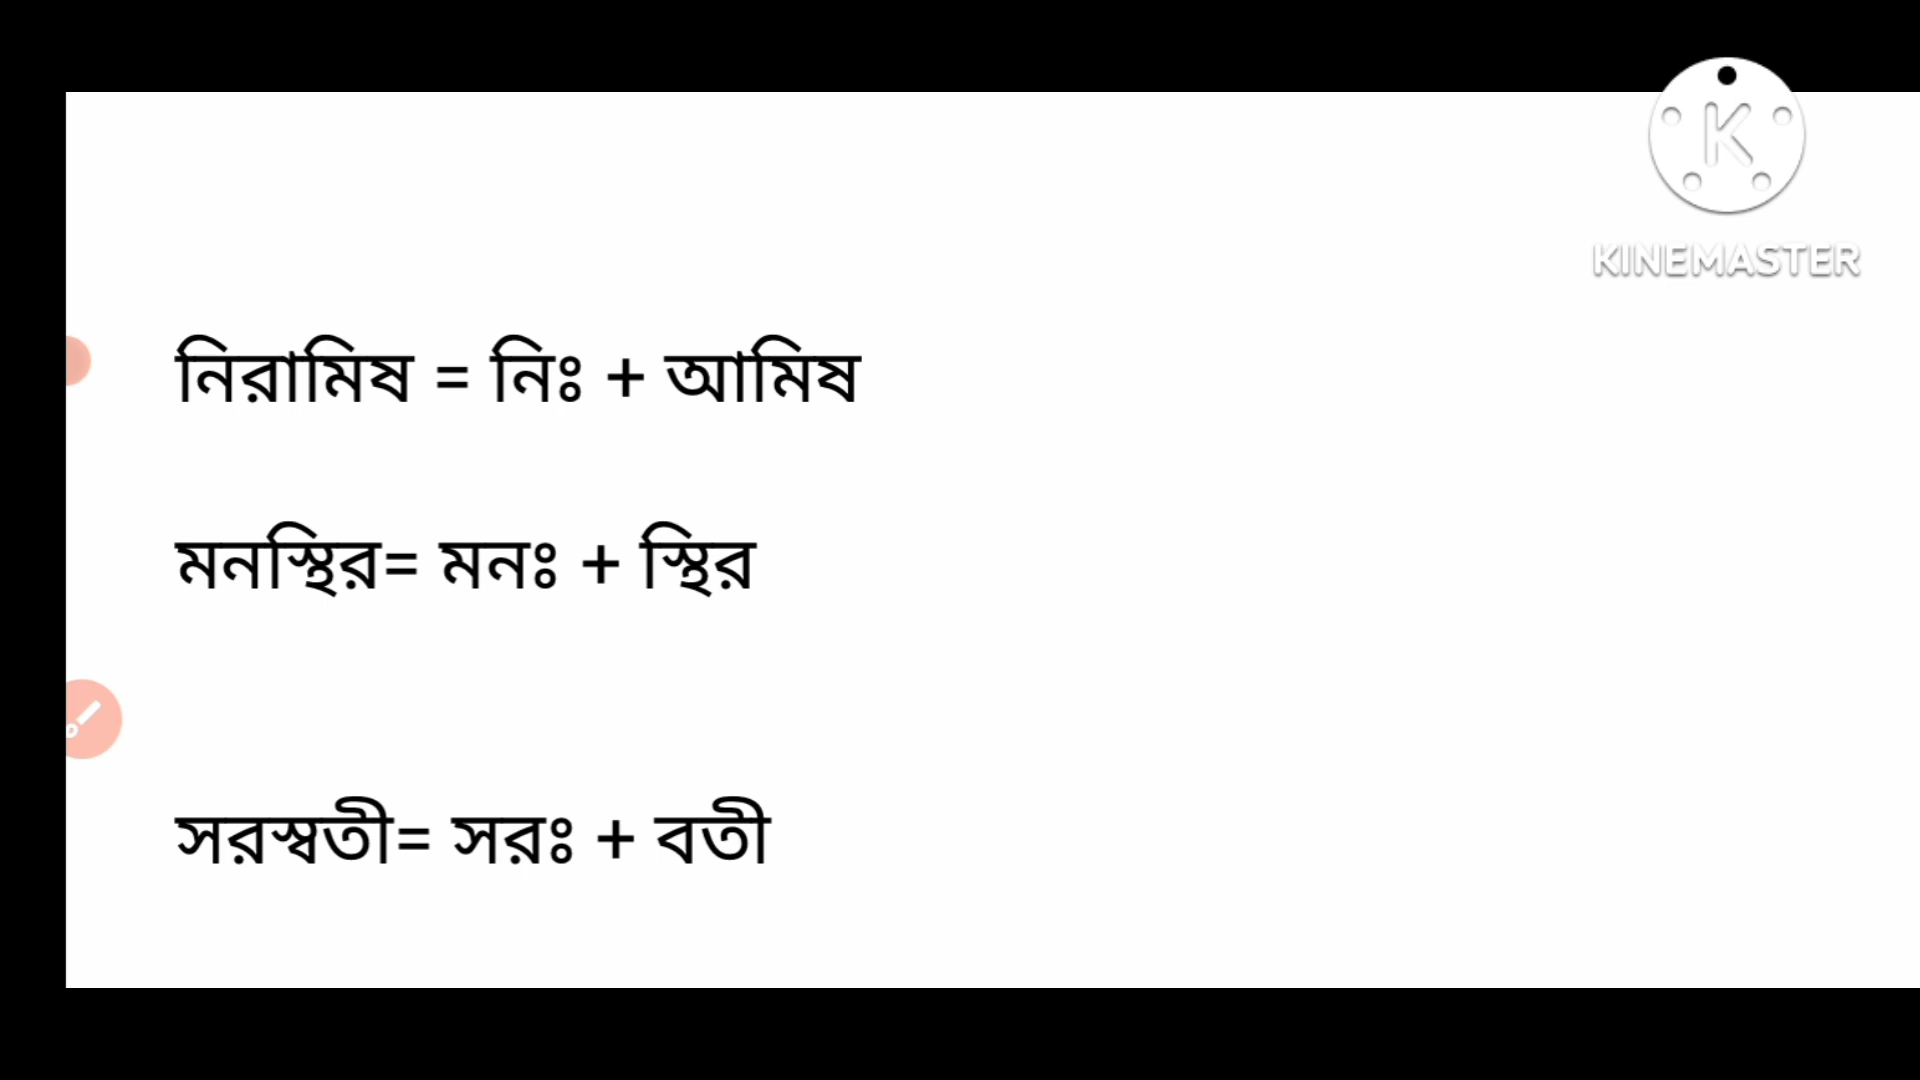 KINEMASTER
নিরামিষ = নিঃ + আমিষ
মনস্থির= মনঃ + স্থির
সরস্বতী= সরঃ + বতী